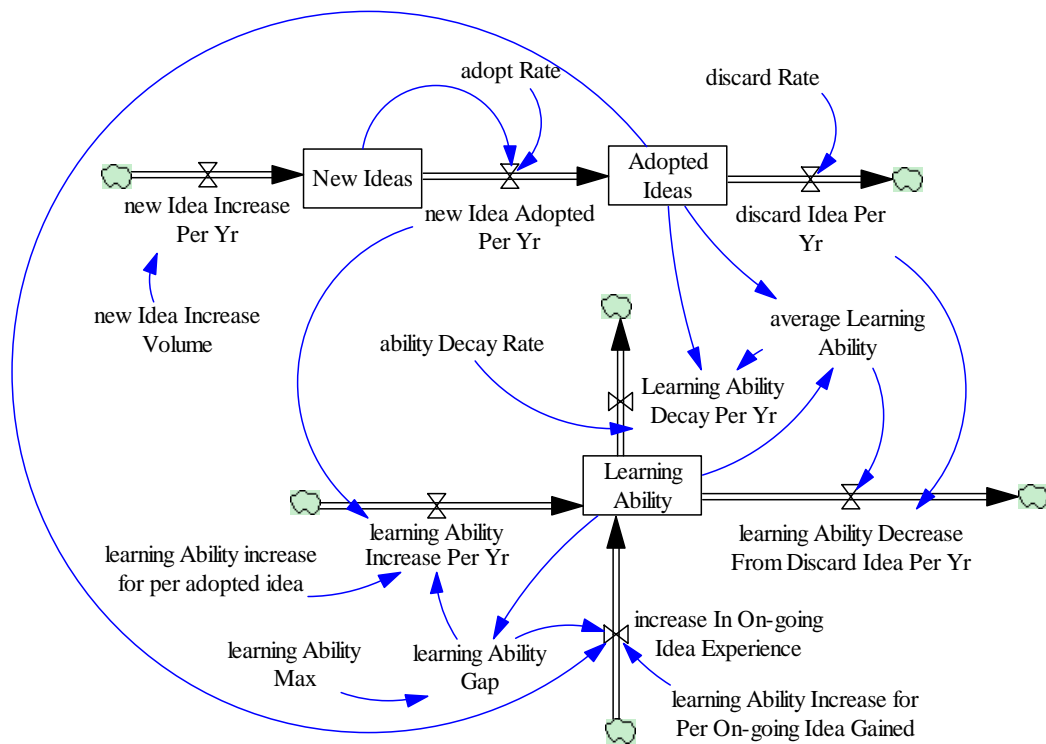 adopt Rate
discard Rate
New Ideas
Adopted
Ideas
new Idea Increase
Per Yr
new Idea Adopted
Per Yr
discard Idea Per
Yr
new Idea Increase
Volume
ability Decay Rate
average Learning
Ability
Learning Ability
Decay Per Yr
Learning
Ability
learning Ability
Increase Per Yr
learning Ability Decrease
From Discard Idea Per Yr
learning Ability increase
for per adopted idea
increase In On-going
Idea Experience
learning Ability
Max
learning Ability
Gap
learning Ability Increase for
Per On-going Idea Gained